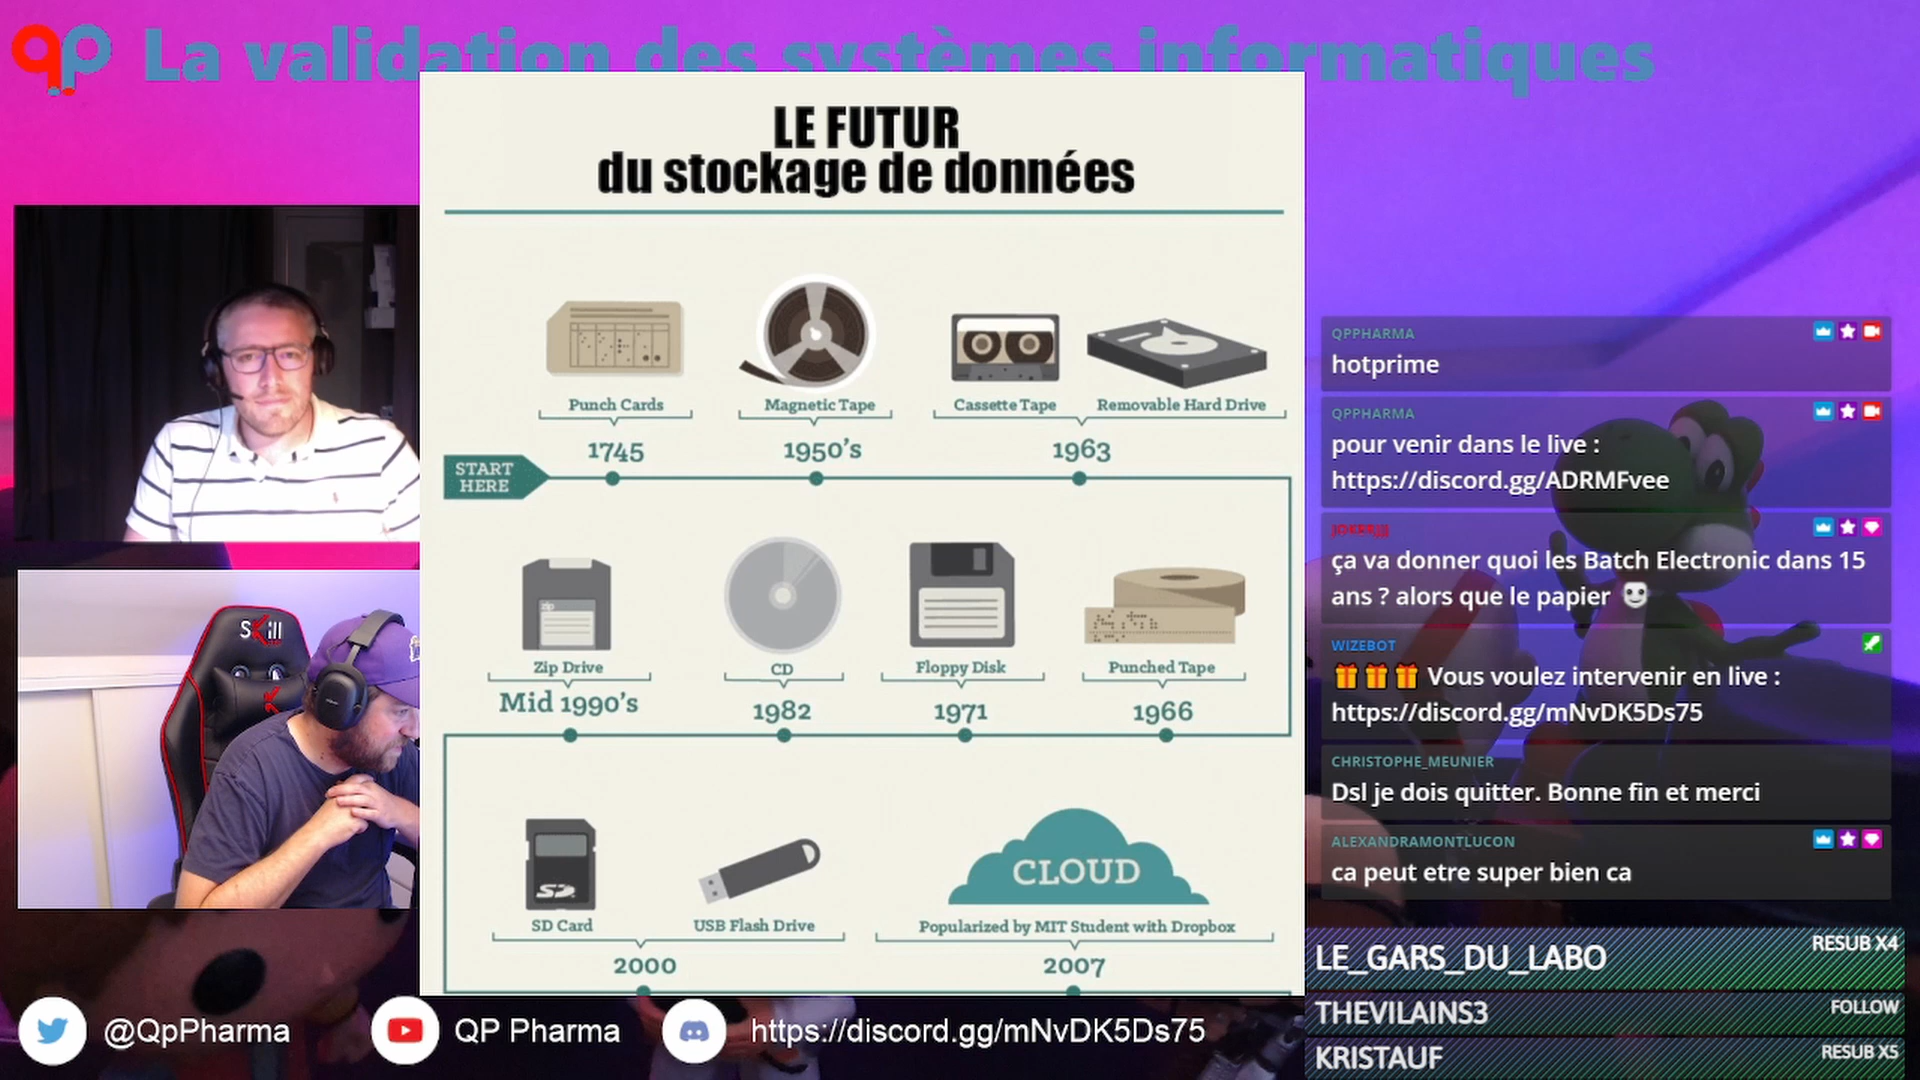 qp La validation des systèmes informatiques
LE FUTUR
du stockage de données
Punch Cards
Magnetic Tape
Cassette Tape
Removable Hard Drive
1745
1950's
1963
START
HERE
Zip Drive
CD
Floppy Disk
Punched Tape
Mid 1990's
1982
1971
1966
zip
SKill
SD
CLOUD
SD Card
USB Flash Drive
Popularized by MIT Student with Dropbox
2000
2007
QPPHARMA
hotprime
QPPHARMA
pour venir dans le live :
https://discord.gg/ADRMFvee
ça va donner quoi les Batch Electronic dans 15
ans ? alors que le papier
WIZEBOT
Vous voulez intervenir en live :
https://discord.gg/mNvDK5Ds75
CHRISTOPHE_MEUNIER
Dsl je dois quitter. Bonne fin et merci
ALEXANDRAMONTLUCON
ca peut etre super bien ca
LE_GARS_DU_LABO RESUB X4
THEVILAINS3 FOLLOW
KRISTAUF RESUB X5
@QpPharma
QP Pharma
https://discord.gg/mNvDK5Ds75